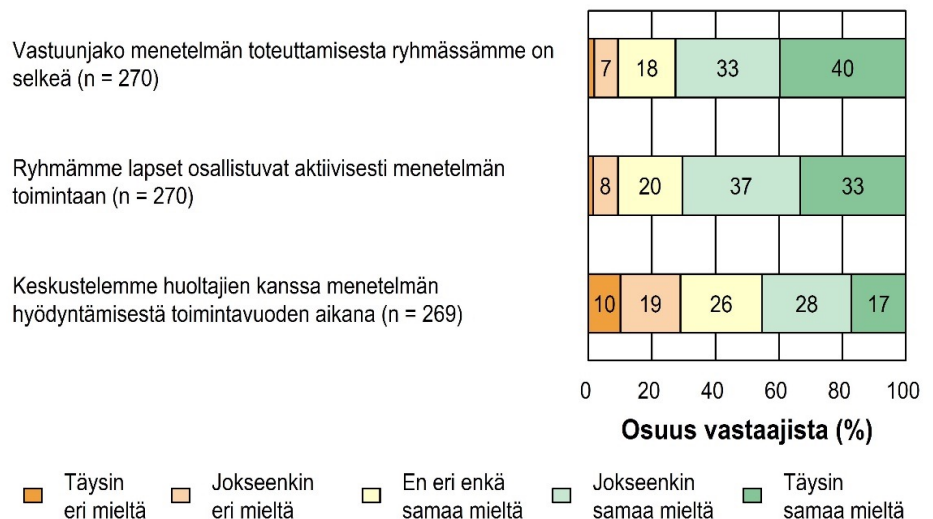 Vastuunjako menetelmän toteuttamisesta ryhmässämme on
selkeä (n = 270)
7 18 33 40
Ryhmämme lapset osallistuvat aktiivisesti menetelmän
toimintaan (n = 270)
8 20 37 33
Keskustelemme huoltajien kanssa menetelmän
hyödyntämisestä toimintavuoden aikana (n = 269)
10 19 26 28 17
0 20 40 60 80 100
Osuus vastaajista (%)
Täysin
eri mieltä
Jokseenkin
eri mieltä
En eri enkä
samaa mieltä
Jokseenkin
samaa mieltä
Täysin
samaa mieltä